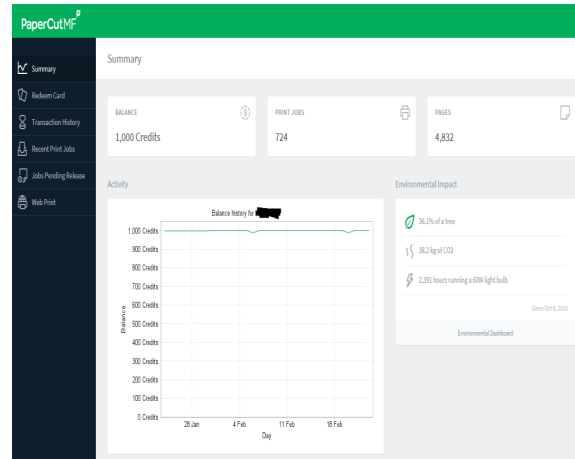 PaperCutMF
Summary
Redeem Card
Transaction History
Recent Print Jobs
Jobs Pending Release
Web Print
Summary
BALANCE
1,000 Credits
PRINT JOBS
724
PAGES
4,832
Activity
Balance history for
1,000 Credits
900 Credits
800 Credits
700 Credits
600 Credits
500 Credits
400 Credits
300 Credits
200 Credits
100 Credits
0 Credits
Balance
28 Jan 4 Feb 11 Feb 18 Feb
Day
Environmental Impact
36.1% of a tree
38.2 kg of CO2
2,391 hours running a 60W light bulb
Since Oct 8, 2015
Environmental Dashboard